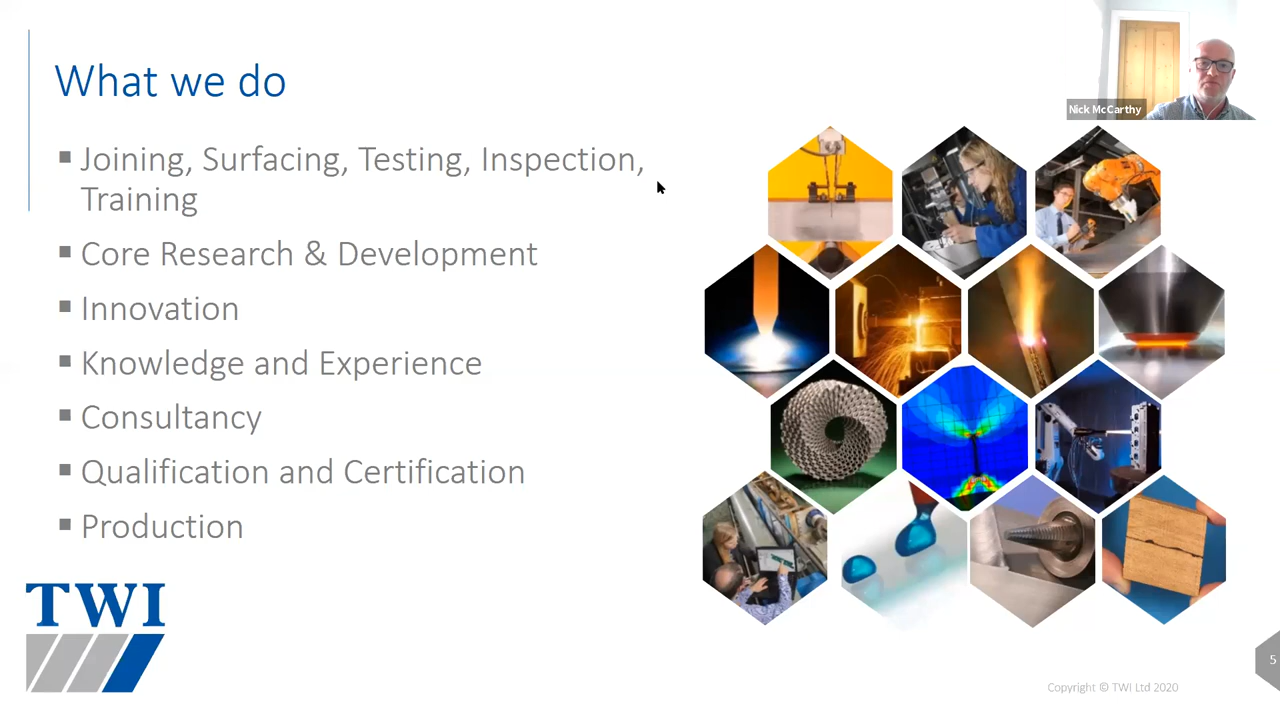 What we do
Nick McCarthy
▪ Joining, Surfacing, Testing, Inspection,
Training
▪ Core Research & Development
▪ Innovation
▪ Knowledge and Experience
▪ Consultancy
▪ Qualification and Certification
▪ Production
TWI
5
Copyright © TWI Ltd 2020